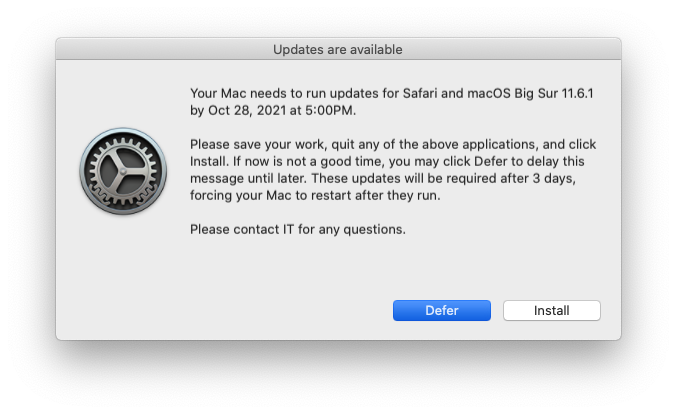 Updates are available
Your Mac needs to run updates for Safari and macOS Big Sur 11.6.1
by Oct 28, 2021 at 5:00PM.
Please save your work, quit any of the above applications, and click
Install. If now is not a good time, you may click Defer to delay this
message until later. These updates will be required after 3 days,
forcing your Mac to restart after they run.
Please contact IT for any questions.
Defer
Install